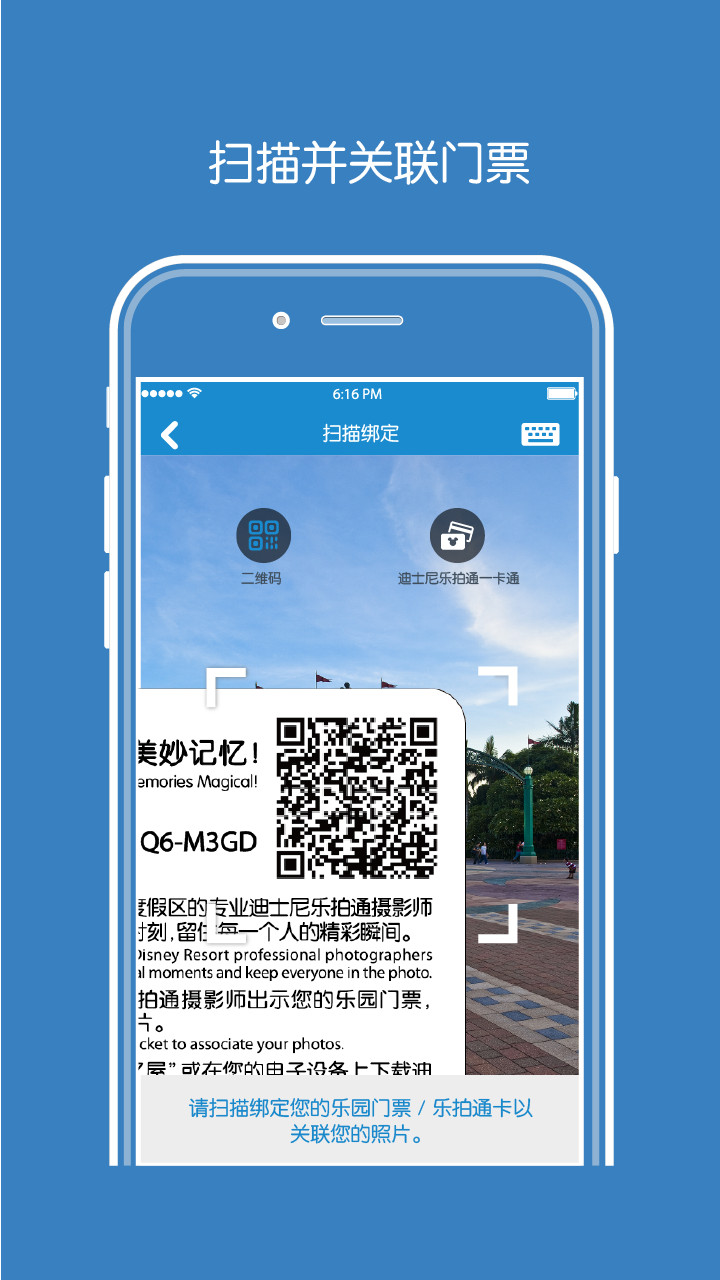 扫描并关联门票
6:16 PM
扫描绑定
二维码
迪士尼乐拍通一卡通
美妙记忆!
emories Magical!
Q6-M3GD
度假区的专业迪士尼乐拍通摄影师
时刻,留住每一个人的精彩瞬间。
Disney Resort professional photographers
al moments and keep everyone in the photo.
拍通摄影师出示您的乐园门票,
片。
cket to associate your photos.
屋”或在您的电子设备上下载迪
请扫描绑定您的乐园门票 / 乐拍通卡以
关联您的照片。